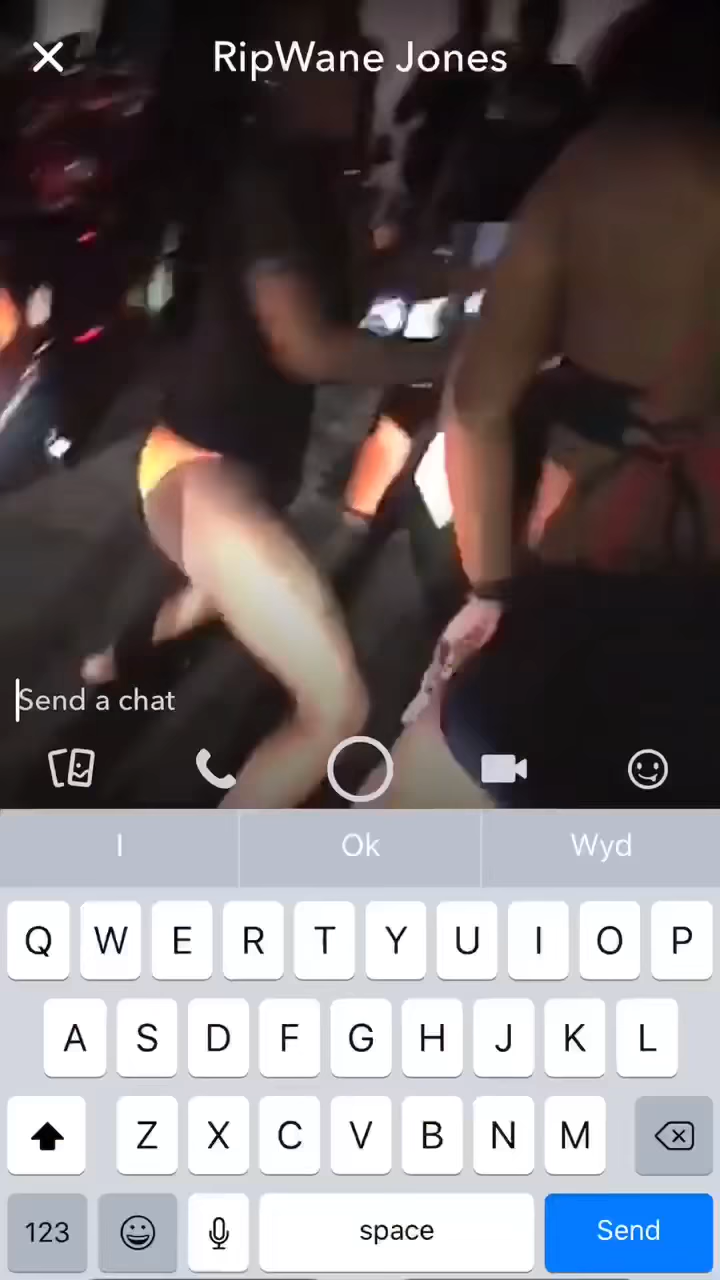 RipWane Jones
Send a chat
I Ok Wyd
Q W E R T Y U I O P
A S D F G H J K L
Z X C V B N M
123 space Send